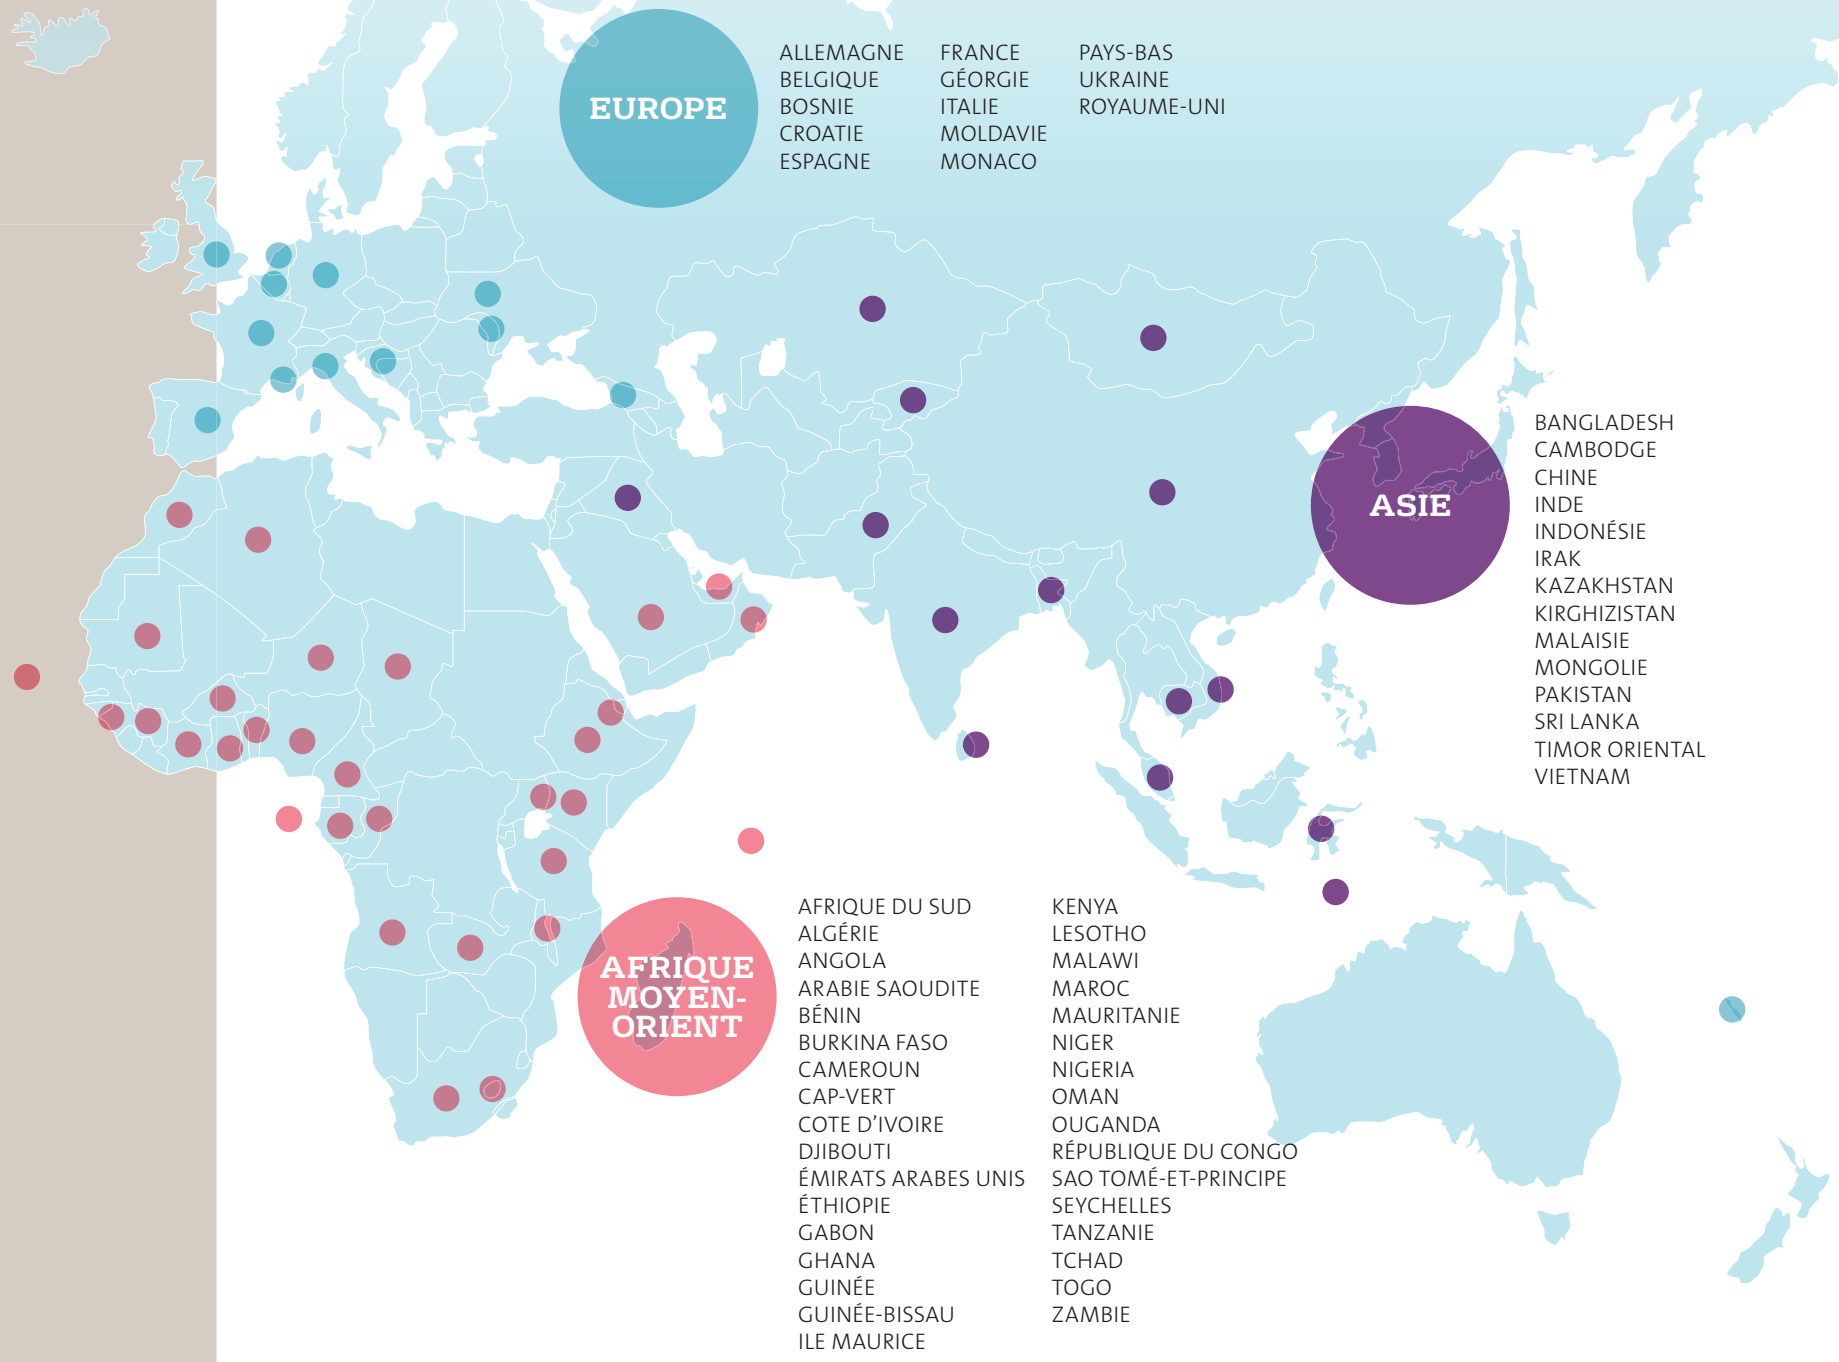 EUROPE
ALLEMAGNE
BELGIQUE
BOSNIE
CROATIE
ESPAGNE
FRANCE
GÉORGIE
ITALIE
MOLDAVIE
MONACO
PAYS-BAS
UKRAINE
ROYAUME-UNI
ASIE
BANGLADESH
CAMBODGE
CHINE
INDE
INDONÉSIE
IRAK
KAZAKHSTAN
KIRGHIZISTAN
MALAISIE
MONGOLIE
PAKISTAN
SRI LANKA
TIMOR ORIENTAL
VIETNAM
AFRIQUE
MOYEN-
ORIENT
AFRIQUE DU SUD
ALGÉRIE
ANGOLA
ARABIE SAOUDITE
BÉNIN
BURKINA FASO
CAMEROUN
CAP-VERT
COTE D’IVOIRE
DJIBOUTI
ÉMIRATS ARABES UNIS
ÉTHIOPIE
GABON
GHANA
GUINÉE
GUINÉE-BISSAU
ILE MAURICE
KENYA
LESOTHO
MALAWI
MAROC
MAURITANIE
NIGER
NIGERIA
OMAN
OUGANDA
RÉPUBLIQUE DU CONGO
SAO TOMÉ-ET-PRINCIPE
SEYCHELLES
TANZANIE
TCHAD
TOGO
ZAMBIE